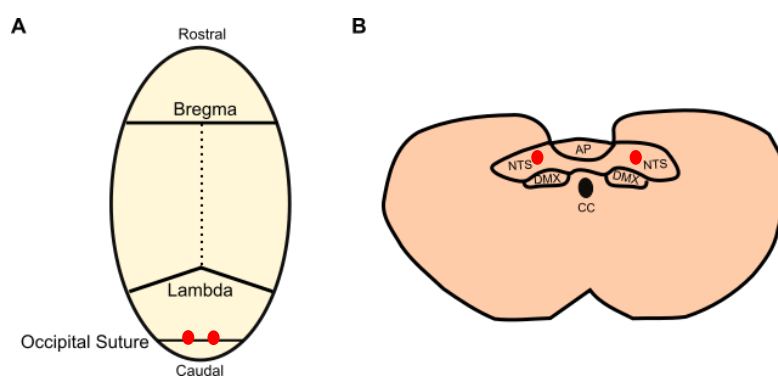 A
Rostral
Bregma
Lambda
Occipital Suture
Caudal
B
AP
NTS
NTS
DMX
DMX
CC